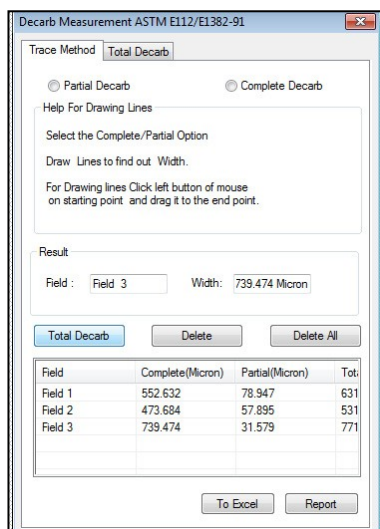 Decarb Measurement ASTM E112/E1382-91
Trace Method Total Decarb
Partial Decarb Complete Decarb
Help For Drawing Lines
Select the Complete/Partial Option
Draw Lines to find out Width.
For Drawing lines Click left button of mouse
on starting point and drag it to the end point.
Result
Field : Field 3 Width: 739.474 Micron
Total Decarb Delete Delete All
Field Complete(Micron) Partial(Micron)
Field 1 552.632 78.947 631
Field 2 473.684 57.895 531
Field 3 739.474 31.579 771
To Excel Report